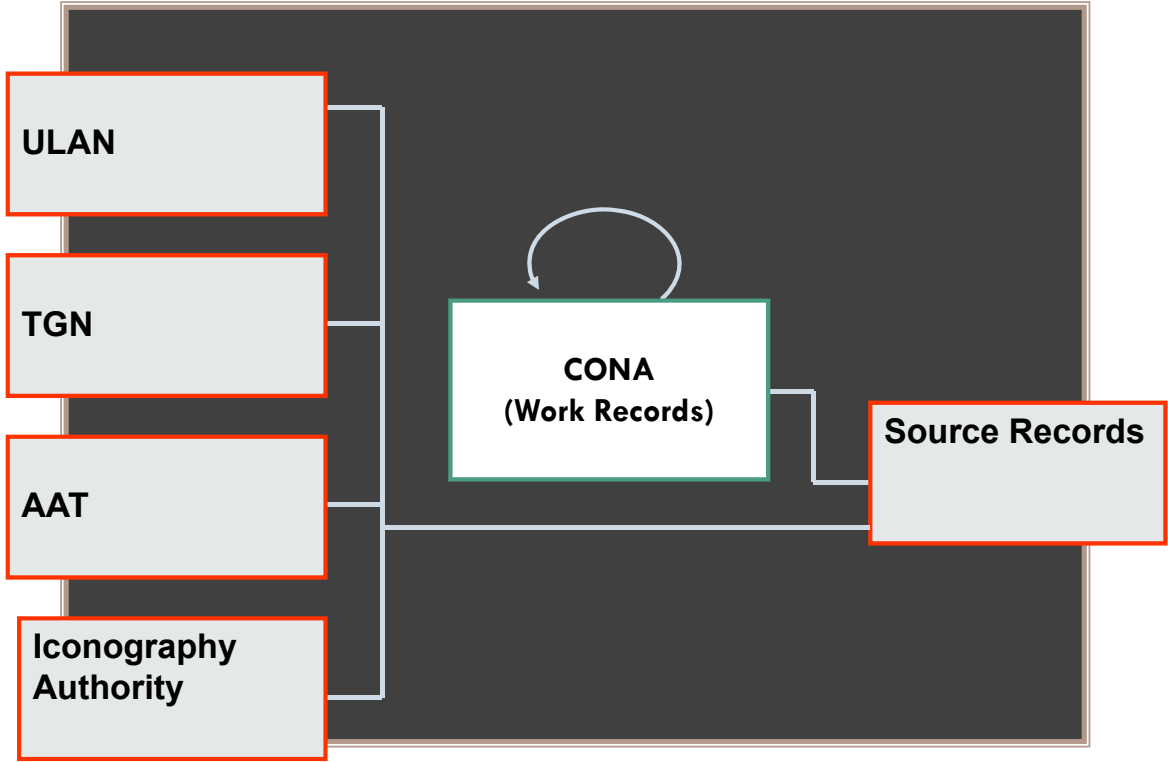 ULAN
TGN
AAT
Iconography
Authority
CONA
(Work Records)
Source Records